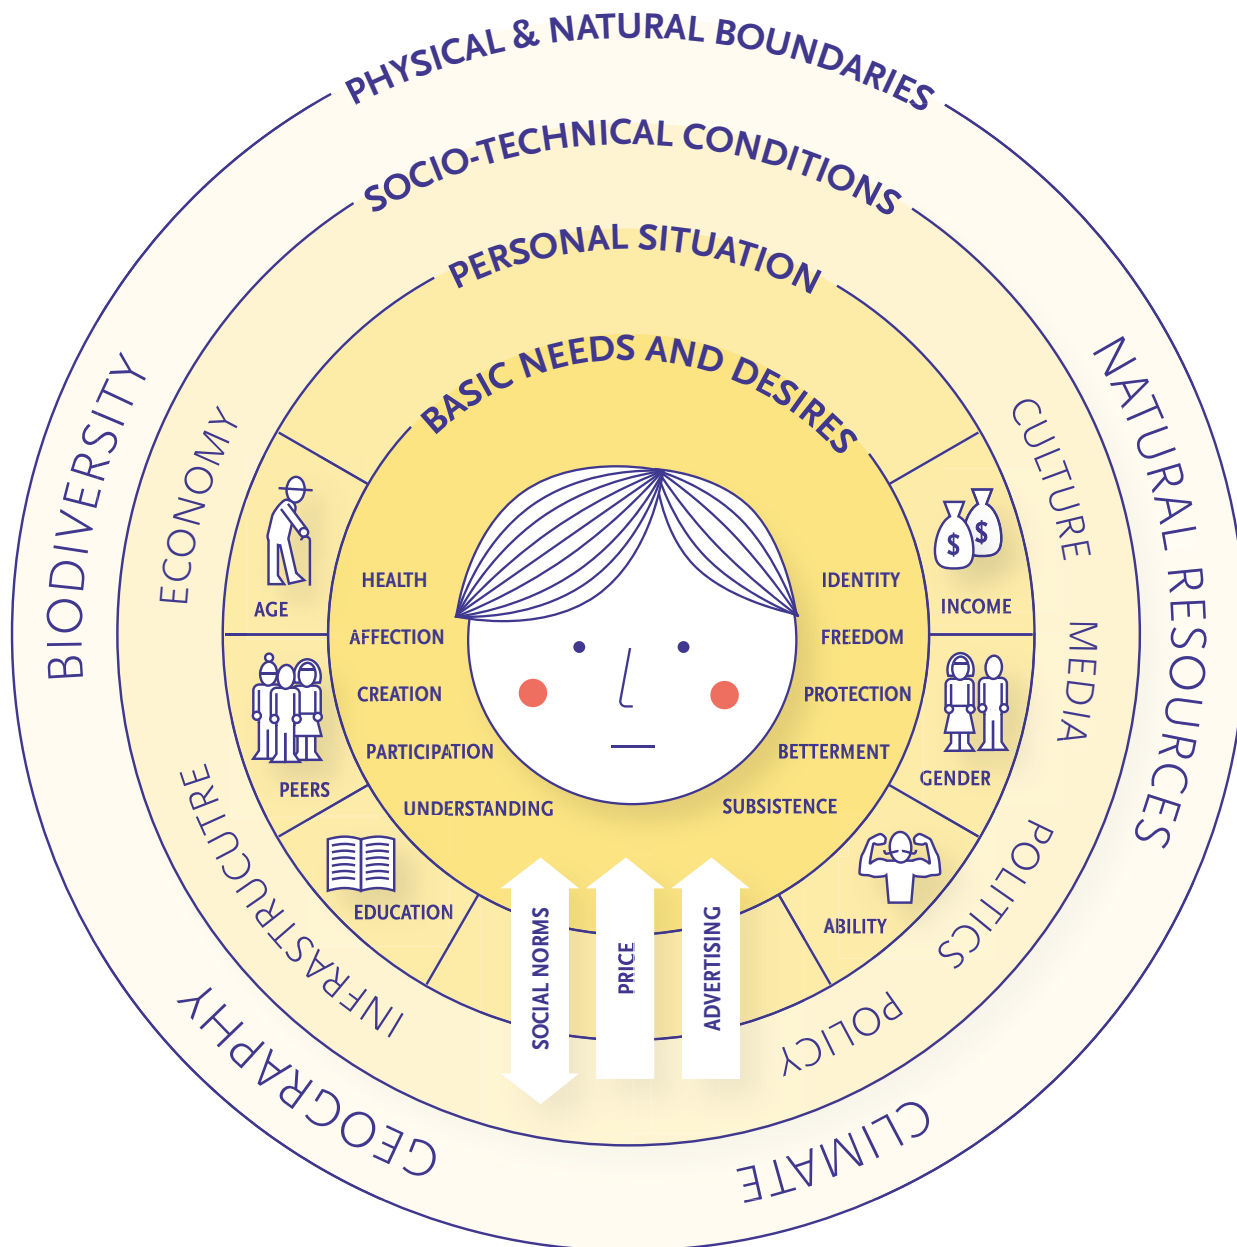 PHYSICAL & NATURAL BOUNDARIES
SOCIO-TECHNICAL CONDITIONS
PERSONAL SITUATION
BASIC NEEDS AND DESIRES
BIODIVERSITY
NATURAL RESOURCES
GEOGRAPHY
CLIMATE
ECONOMY
CULTURE
MEDIA
INFRASTRUCUTRE
POLITICS
POLICY
AGE
INCOME
PEERS
GENDER
EDUCATION
ABILITY
HEALTH
IDENTITY
AFFECTION
FREEDOM
CREATION
PROTECTION
PARTICIPATION
BETTERMENT
UNDERSTANDING
SUBSISTENCE
$
$
SOCIAL NORMS
PRICE
ADVERTISING